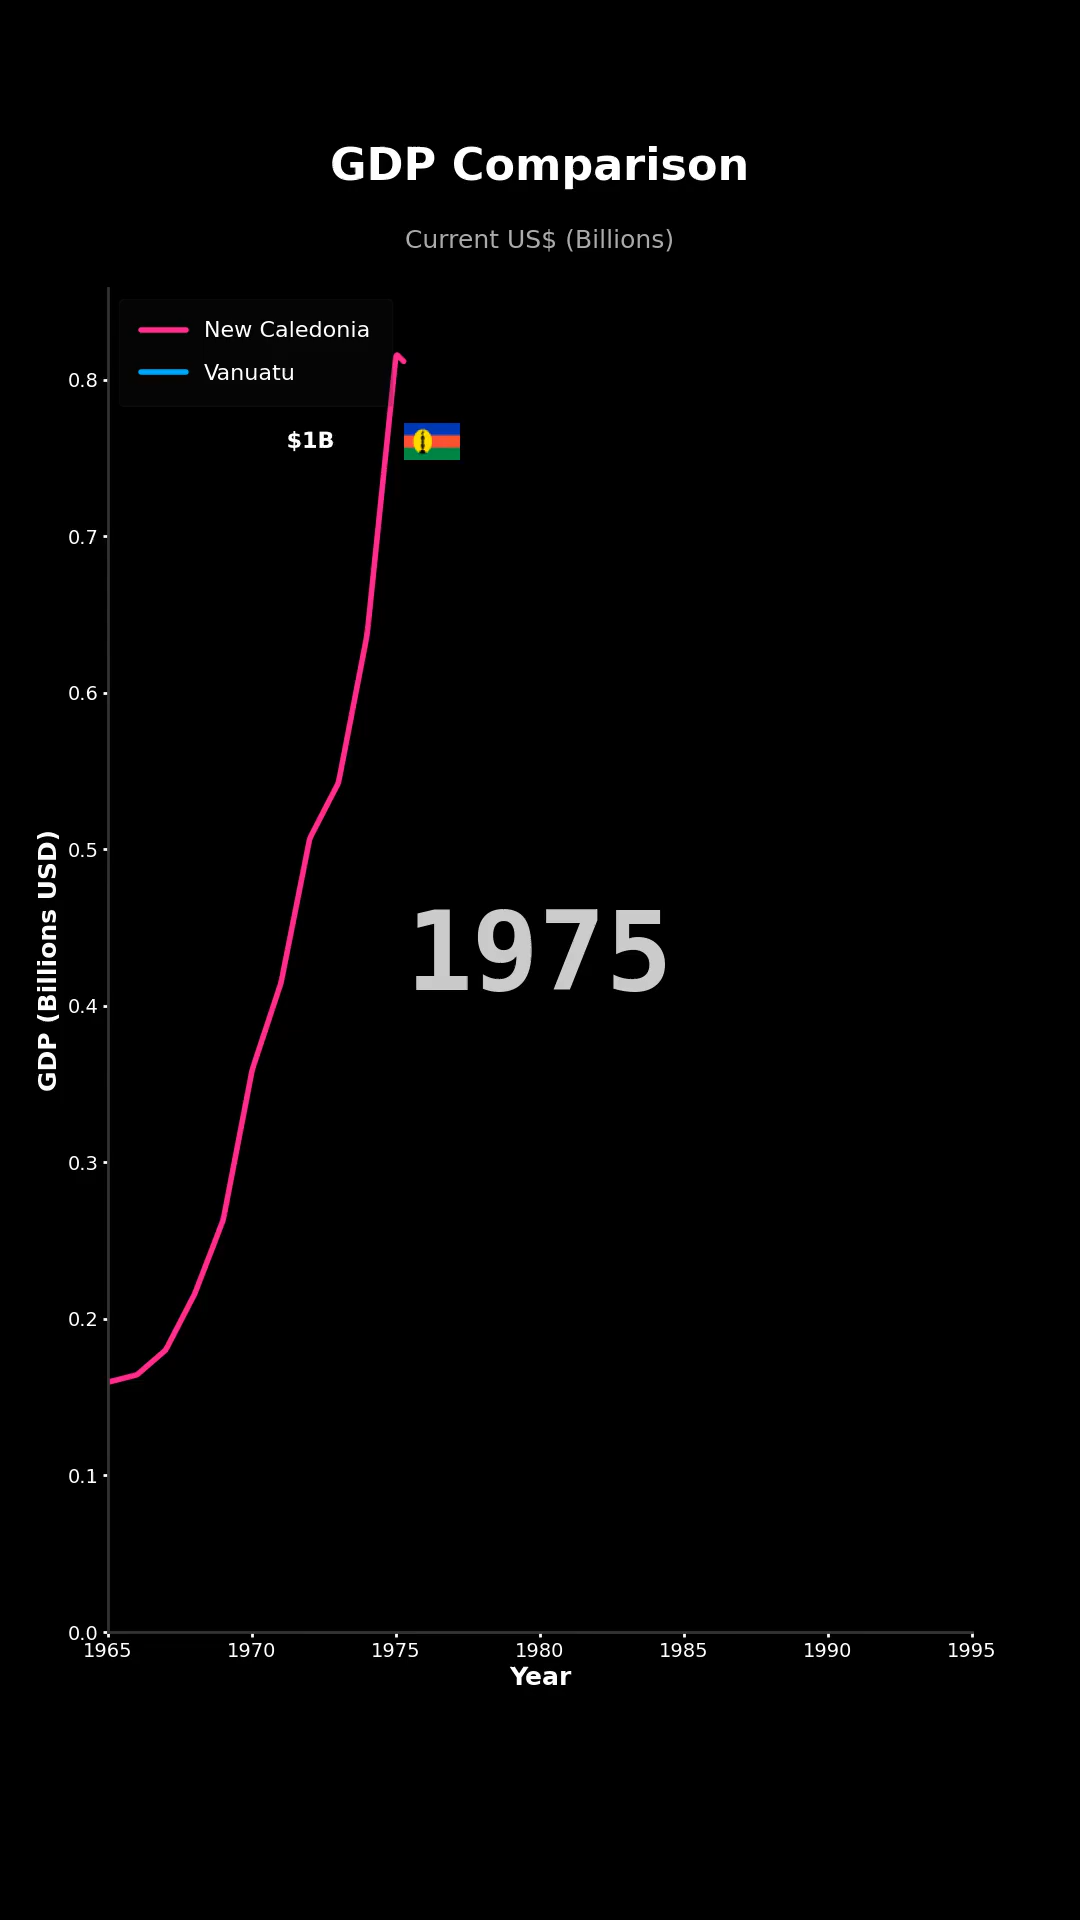 GDP Comparison
Current US$ (Billions)
New Caledonia
Vanuatu
$1B
1975
GDP (Billions USD)
0.8
0.7
0.6
0.5
0.4
0.3
0.2
0.1
0.0
1965 1970 1975 1980 1985 1990 1995
Year